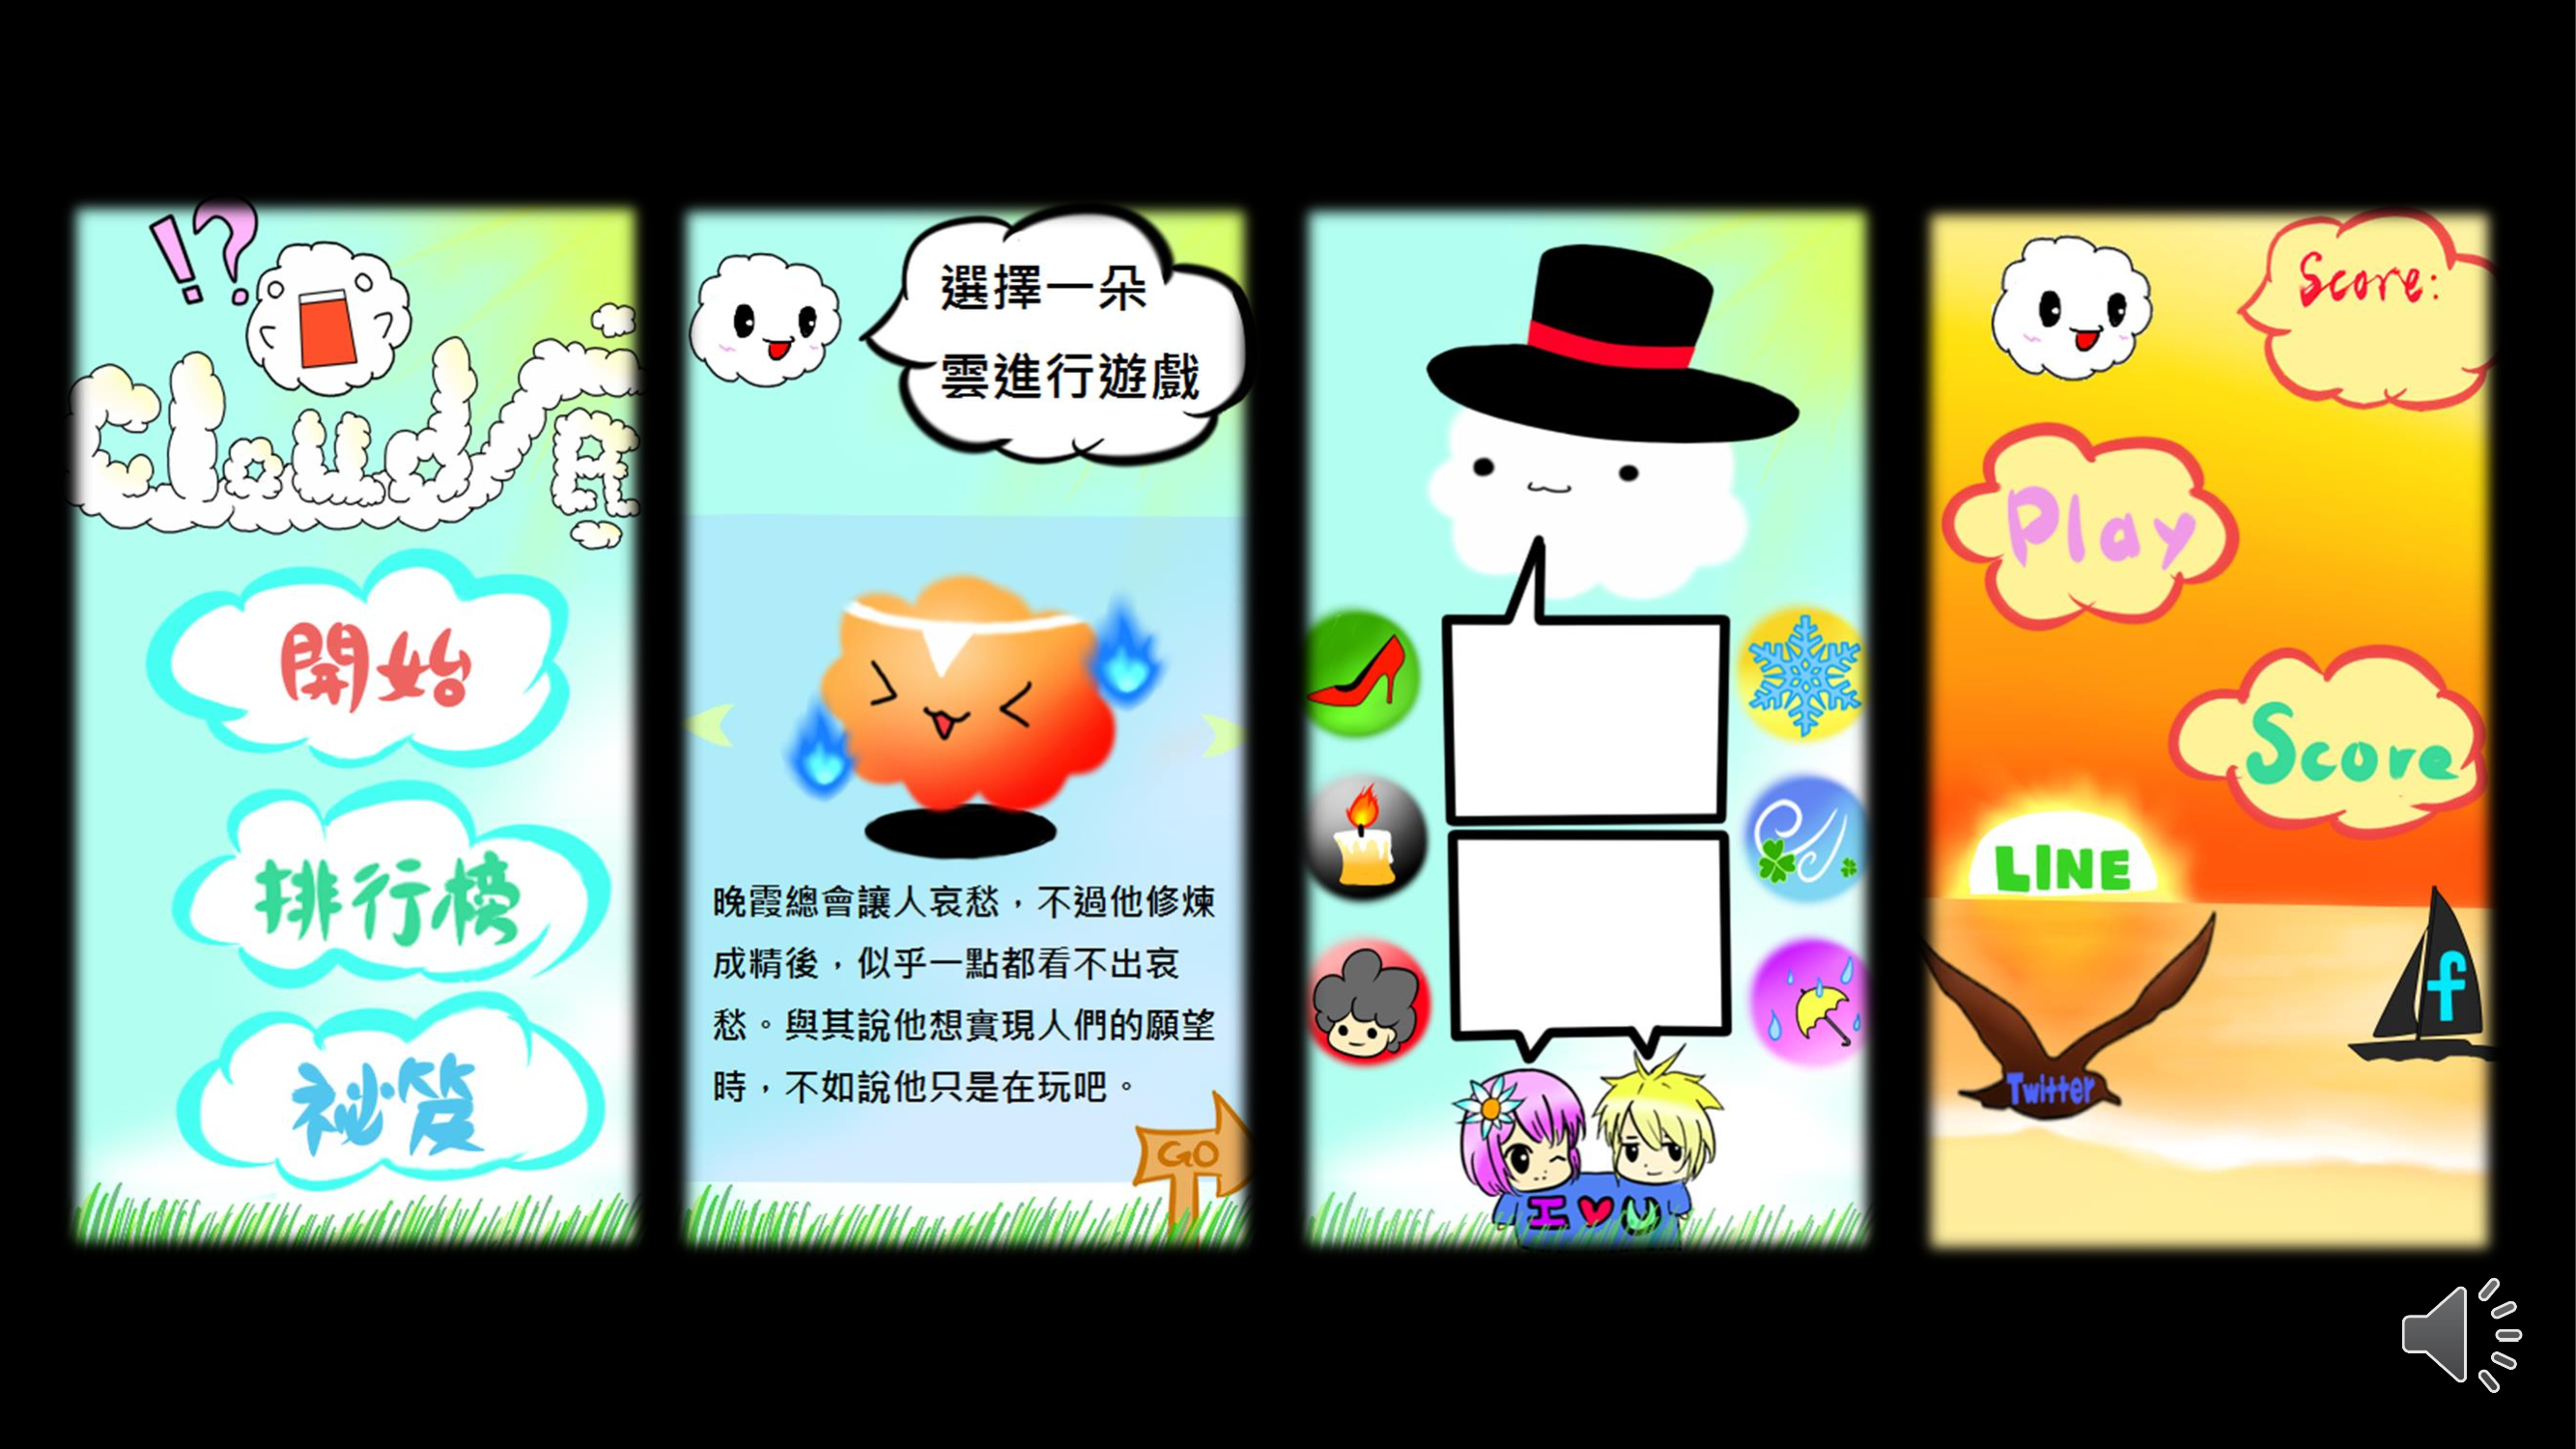 !?
Cloud
開始
排行榜
祕笈
選擇一朵
雲進行遊戲
晚霞總會讓人哀愁，不過他修煉
成精後，似乎一點都看不出哀
愁。與其說他想實現人們的願望
時，不如說他只是在玩吧。
GO
I ♥ U
Score:
Play
Score
LINE
f
Twitter